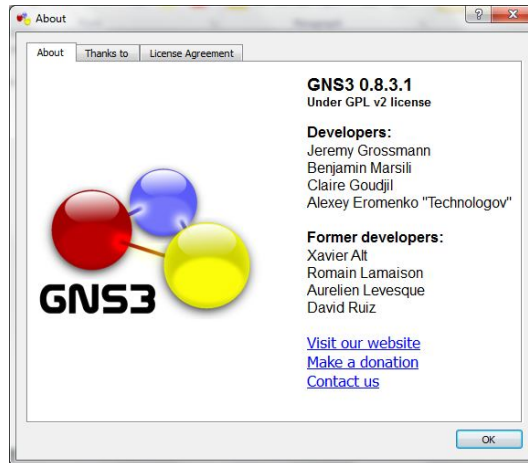 About
About
Thanks to
License Agreement
GNS3 0.8.3.1
Under GPL v2 license
Developers:
Jeremy Grossmann
Benjamin Marsili
Claire Goudjil
Alexey Eromenko "Technologov"
Former developers:
Xavier Alt
Romain Lamaison
Aurelien Levesque
David Ruiz
GNS3
Visit our website
Make a donation
Contact us
OK